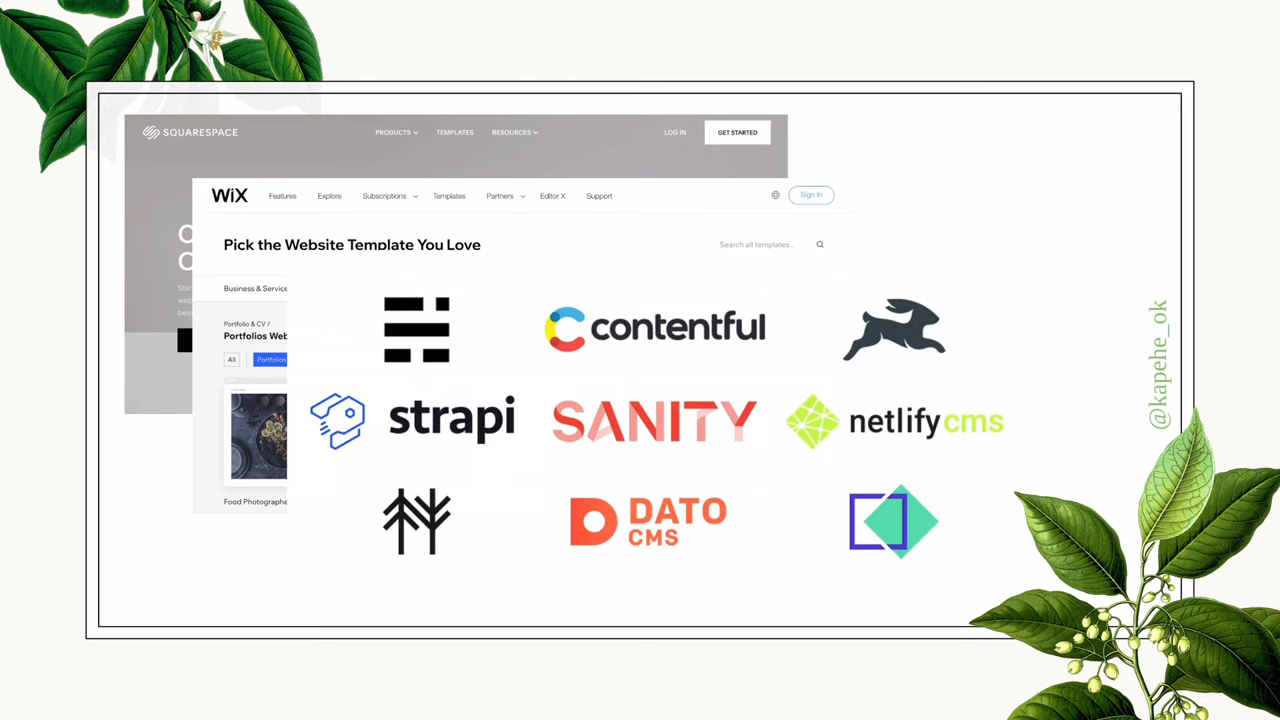 SQUARESPACE
PRODUCTS TEMPLATES RESOURCES LOG IN GET STARTED
WiX Features Explore Subscriptions Templates Partners Editor X Support Sign In
Pick the Website Template You Love Search all templates...
Business & Service
Portfolio & CV /
Portfolios Web
All Portfolios
Food Photographe
contentful
strapi SANITY netlifycms
DATO
CMS
@kapehe_ok